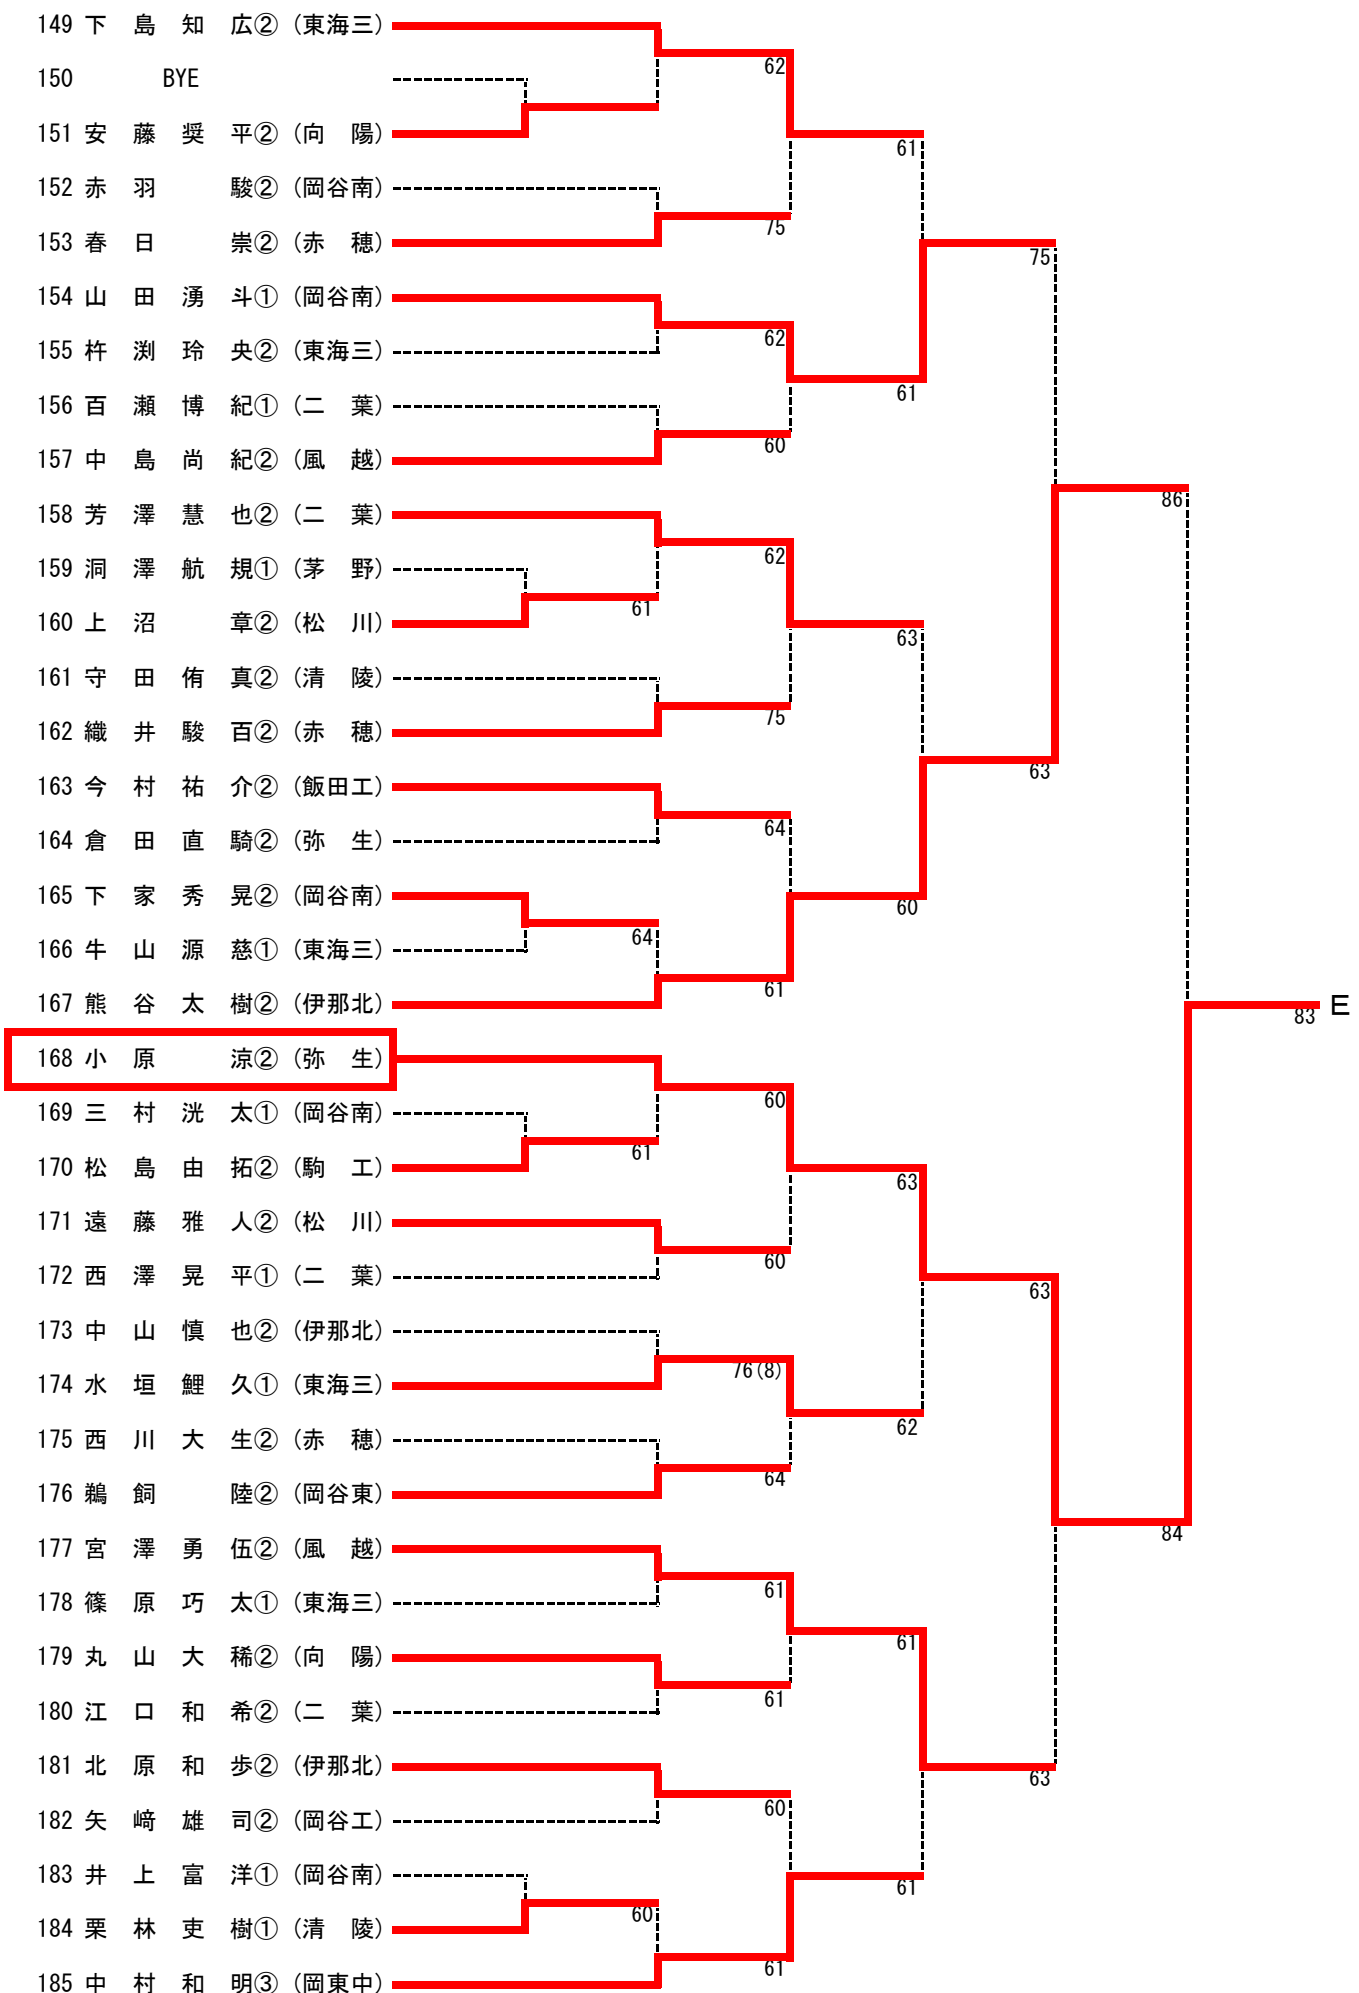 149 下 島 知 広② (東海三)
62
150 BYE
151 安 藤 奨 平② (向 陽)
61
152 赤 羽 駿② (岡谷南)
75
153 春 日 崇② (赤 穂)
75
154 山 田 湧 斗① (岡谷南)
62
155 杵 渕 玲 央② (東海三)
61
156 百 瀬 博 紀① (二 葉)
60
157 中 島 尚 紀② (風 越)
86
158 芳 澤 慧 也② (二 葉)
62
159 洞 澤 航 規① (茅 野)
61
160 上 沼 章② (松 川)
63
161 守 田 侑 真② (清 陵)
75
162 織 井 駿 百② (赤 穂)
63
163 今 村 祐 介② (飯田工)
64
164 倉 田 直 騎② (弥 生)
165 下 家 秀 晃② (岡谷南)
60
64
166 牛 山 源 慈① (東海三)
61
167 熊 谷 太 樹② (伊那北)
83 E
168 小 原 涼② (弥 生)
60
169 三 村 洸 太① (岡谷南)
61
170 松 島 由 拓② (駒 工)
63
171 遠 藤 雅 人② (松 川)
60
172 西 澤 晃 平① (二 葉)
63
173 中 山 慎 也② (伊那北)
76(8)
174 水 垣 鯉 久① (東海三)
62
175 西 川 大 生② (赤 穂)
64
176 鵜 飼 陸② (岡谷東)
84
177 宮 澤 勇 伍② (風 越)
61
178 篠 原 巧 太① (東海三)
61
179 丸 山 大 稀② (向 陽)
61
180 江 口 和 希② (二 葉)
181 北 原 和 歩② (伊那北)
63
60
182 矢 﨑 雄 司② (岡谷工)
183 井 上 富 洋① (岡谷南)
61
60
184 栗 林 吏 樹① (清 陵)
61
185 中 村 和 明③ (岡東中)